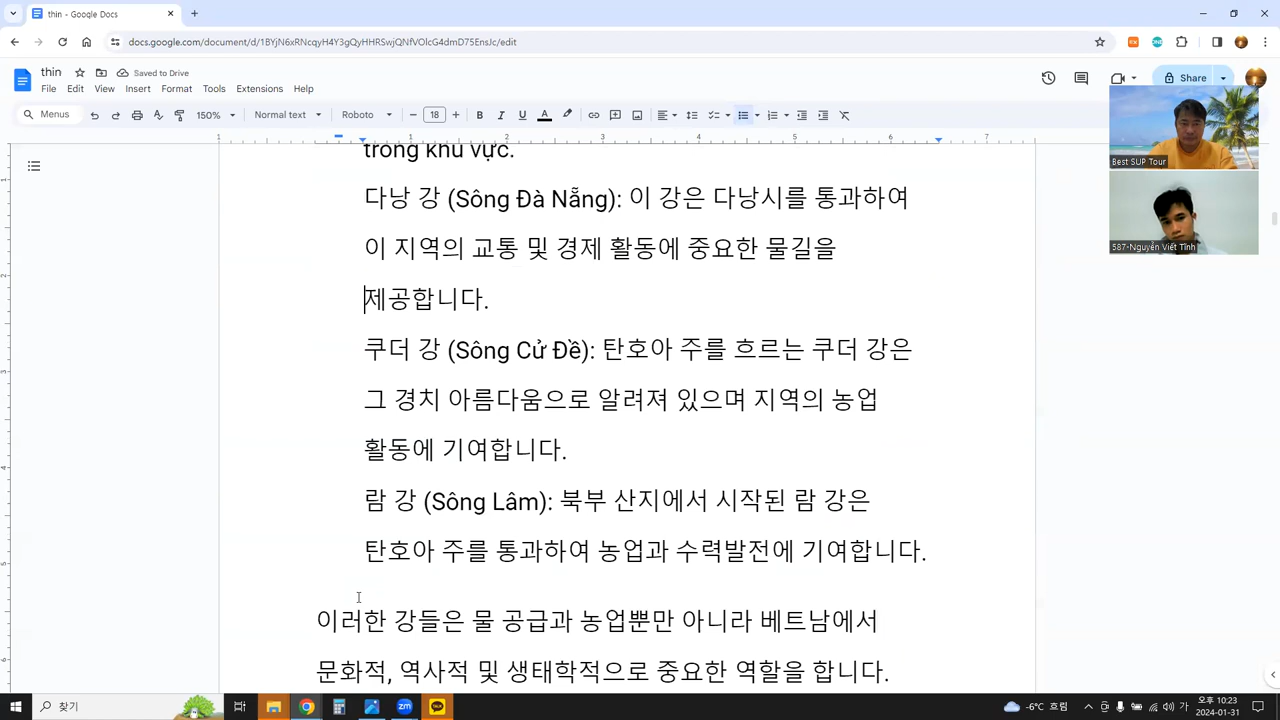 thin - Google Docs
docs.google.com/document/d/1BYjN6xRNcqyH4Y3gQyHHRSwjQNfVOlcG4dmD75EnsJc/edit
thin
Saved to Drive
File Edit View Insert Format Tools Extensions Help
Share
Menus
150%
Normal text
Roboto
18
trong khu vực.
다낭 강 (Sông Đà Nẵng): 이 강은 다낭시를 통과하여
이 지역의 교통 및 경제 활동에 중요한 물길을
제공합니다.
쿠더 강 (Sông Cử Đề): 탄호아 주를 흐르는 쿠더 강은
그 경치 아름다움으로 알려져 있으며 지역의 농업
활동에 기여합니다.
람 강 (Sông Lâm): 북부 산지에서 시작된 람 강은
탄호아 주를 통과하여 농업과 수력발전에 기여합니다.
이러한 강들은 물 공급과 농업뿐만 아니라 베트남에서
문화적, 역사적 및 생태학적으로 중요한 역할을 합니다.
Best SUP Tour
587-Nguyễn Viết Tĩnh
찾기
-6°C 흐림
가
오후 10:23
2024-01-31